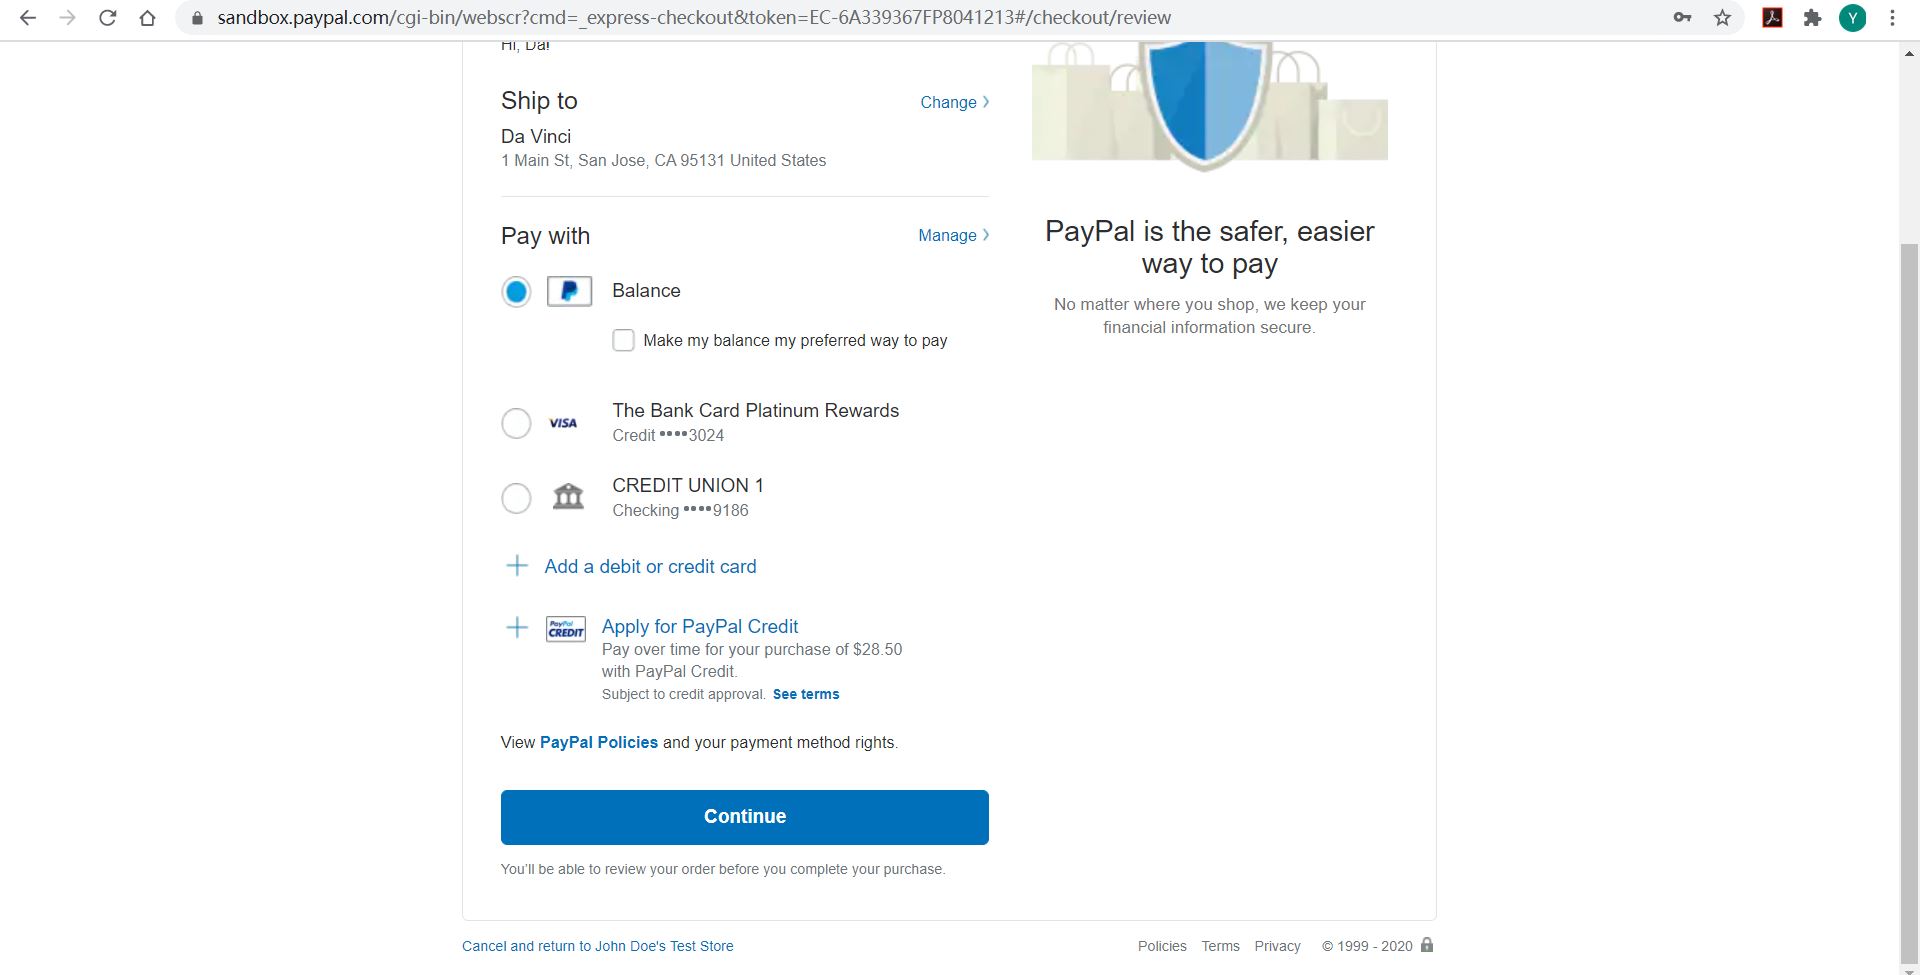 sandbox.paypal.com/cgi-bin/webscr?cmd=_express-checkout&token=EC-6A339367FP8041213#/checkout/review
Y
Hi, Da!
Ship to
Change
Da Vinci
1 Main St, San Jose, CA 95131 United States
Pay with
Manage
Balance
Make my balance my preferred way to pay
VISA
The Bank Card Platinum Rewards
Credit ••••3024
CREDIT UNION 1
Checking ••••9186
Add a debit or credit card
PayPal CREDIT
Apply for PayPal Credit
Pay over time for your purchase of $28.50
with PayPal Credit.
Subject to credit approval. See terms
View PayPal Policies and your payment method rights.
Continue
You'll be able to review your order before you complete your purchase.
PayPal is the safer, easier
way to pay
No matter where you shop, we keep your
financial information secure.
Cancel and return to John Doe's Test Store
Policies Terms Privacy © 1999 - 2020